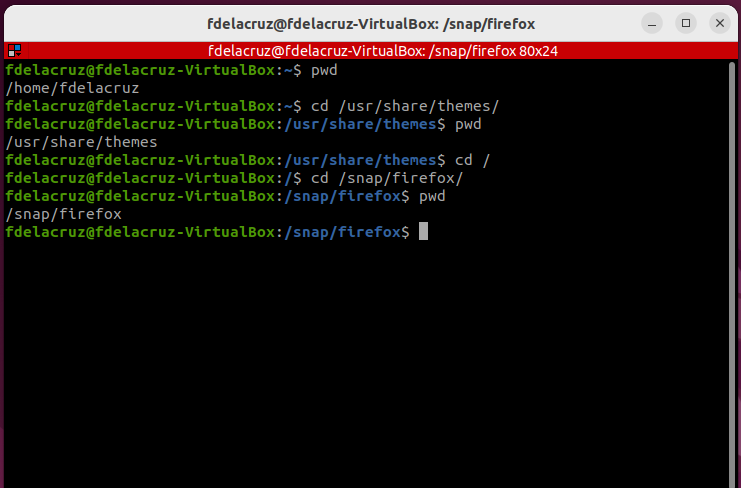 fdelacruz@fdelacruz-VirtualBox: /snap/firefox
fdelacruz@fdelacruz-VirtualBox: /snap/firefox 80x24
fdelacruz@fdelacruz-VirtualBox:~$ pwd
/home/fdelacruz
fdelacruz@fdelacruz-VirtualBox:~$ cd /usr/share/themes/
fdelacruz@fdelacruz-VirtualBox:/usr/share/themes$ pwd
/usr/share/themes
fdelacruz@fdelacruz-VirtualBox:/usr/share/themes$ cd /
fdelacruz@fdelacruz-VirtualBox:/$ cd /snap/firefox/
fdelacruz@fdelacruz-VirtualBox:/snap/firefox$ pwd
/snap/firefox
fdelacruz@fdelacruz-VirtualBox:/snap/firefox$